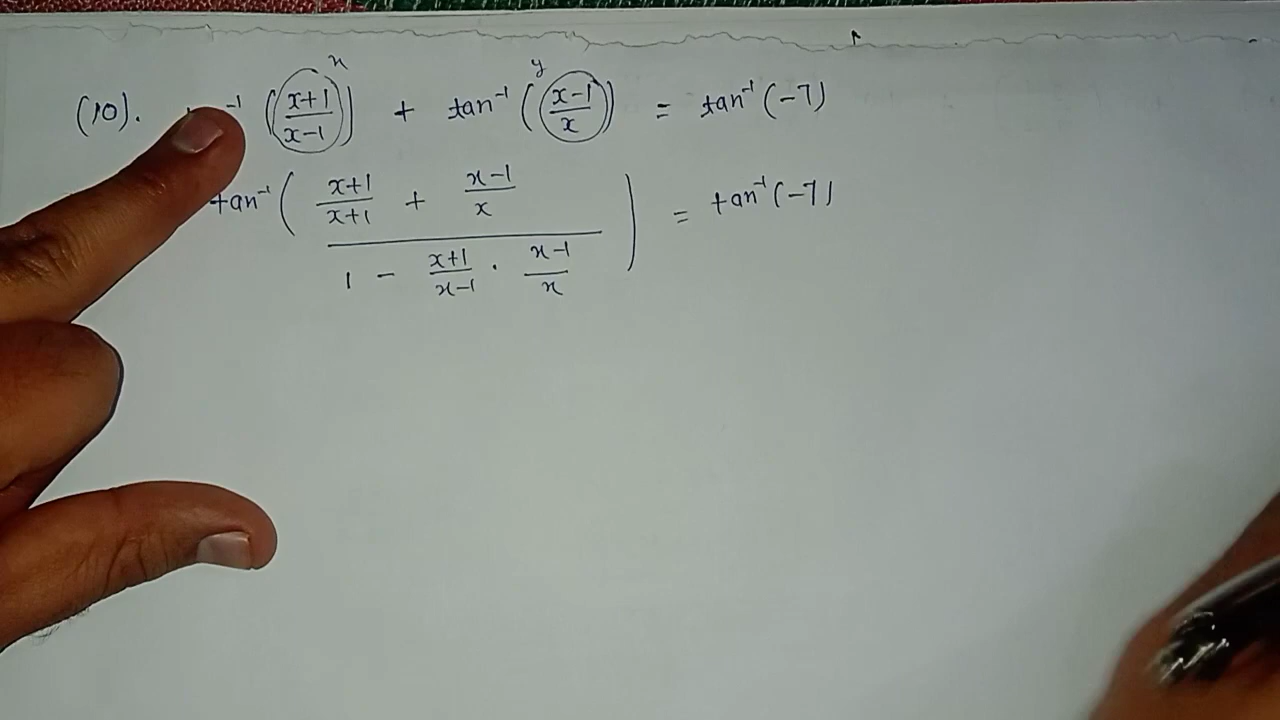 (10). -1 ((x+1)/(x-1)) + tan⁻¹ ((x-1)/x) = tan⁻¹ (-7)
x y
tan⁻¹ ( ((x+1)/(x+1) + (x-1)/x) / (1 - (x+1)/(x-1) . (x-1)/x) ) = tan⁻¹ (-7)